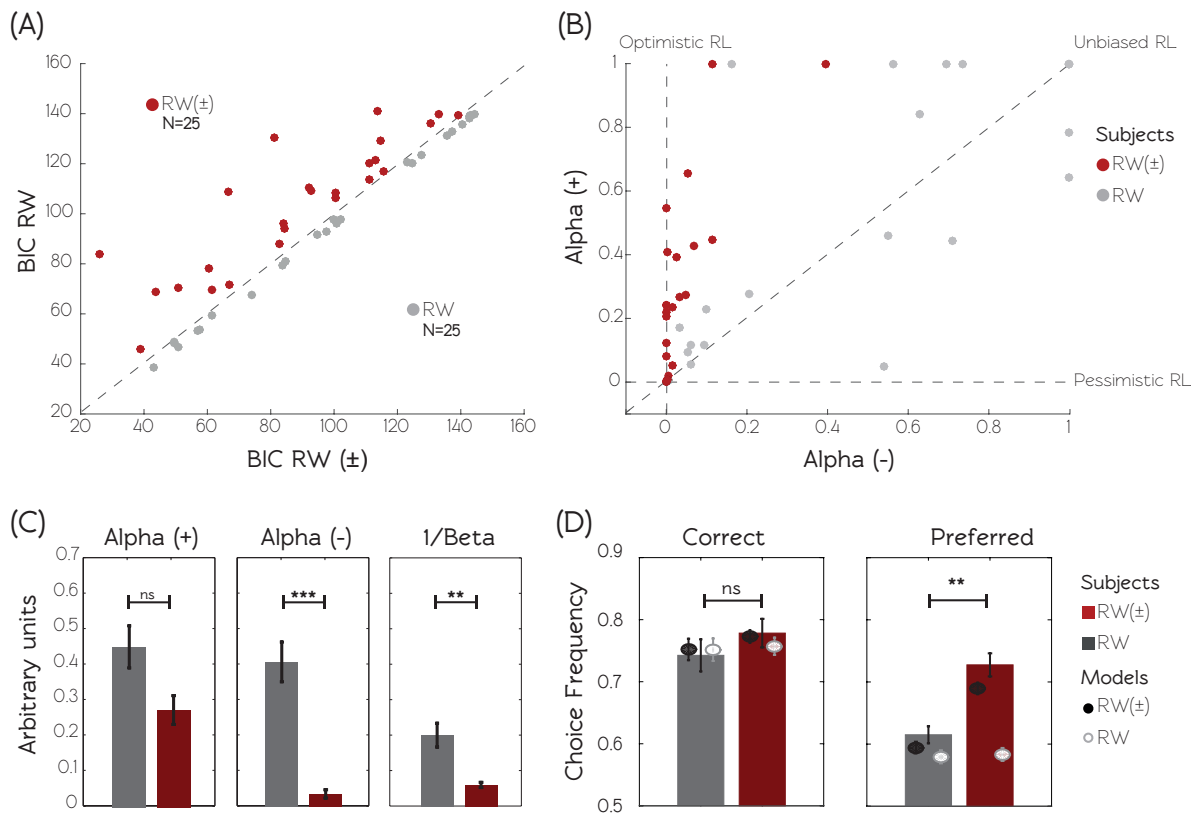 (A)
160
140
120
100
80
60
40
20
BIC RW
RW(±)
N=25
RW
N=25
20
40
60
80
100
120
140
160
BIC RW (±)
(B)
Optimistic RL
Unbiased RL
1
0.8
0.6
0.4
0.2
0
Alpha (+)
Pessimistic RL
0
0.2
0.4
0.6
0.8
1
Alpha (-)
Subjects
RW(±)
RW
(C)
Alpha (+)
Alpha (-)
1/Beta
0.7
0.6
0.5
0.4
0.3
0.2
0.1
0
Arbitrary units
ns
***
**
(D)
Correct
Preferred
0.9
0.8
0.7
0.6
0.5
Choice Frequency
ns
**
Subjects
RW(±)
RW
Models
RW(±)
RW